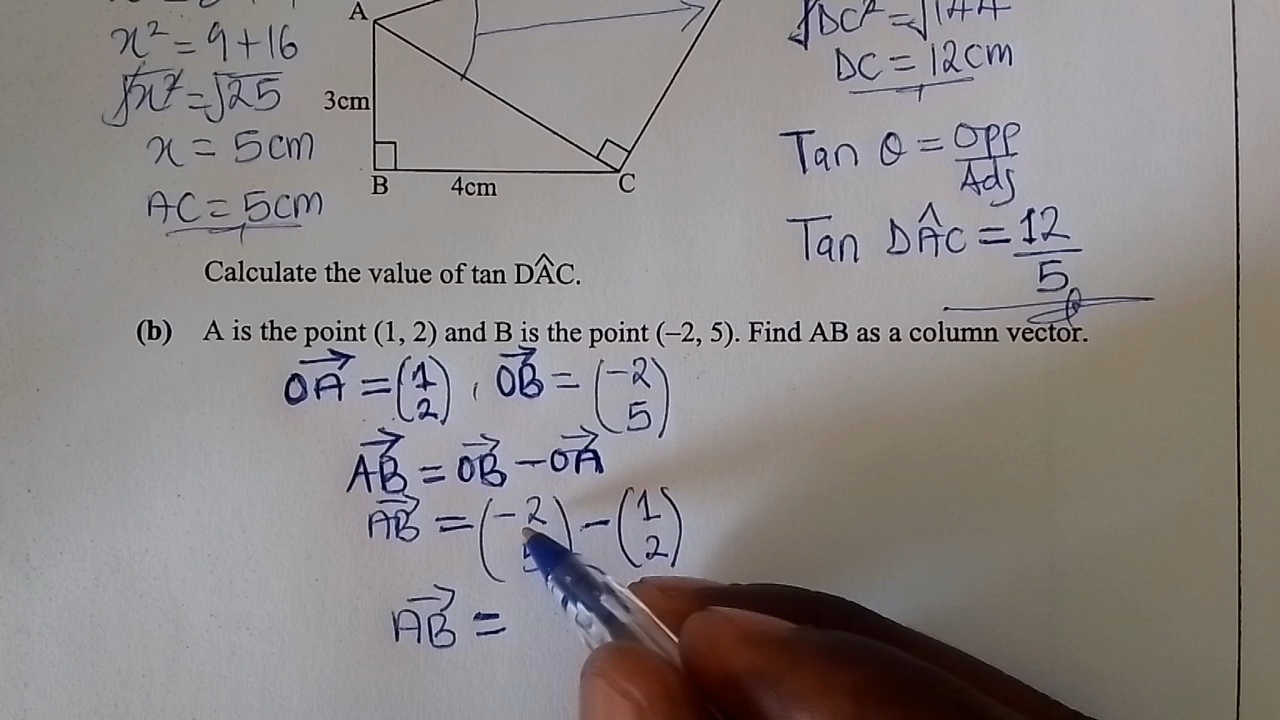 x² = 9 + 16
√x² = √25
x = 5cm
AC = 5cm
A
3cm
B
4cm
C
√DC² = √144
DC = 12cm
Tan θ = Opp/Adj
Tan DÂC = 12/5
Calculate the value of tan DÂC.
(b) A is the point (1, 2) and B is the point (–2, 5). Find AB as a column vector.
OA = (1 2), OB = (-2 5)
AB = OB - OA
AB = (-2 5) - (1 2)
AB =